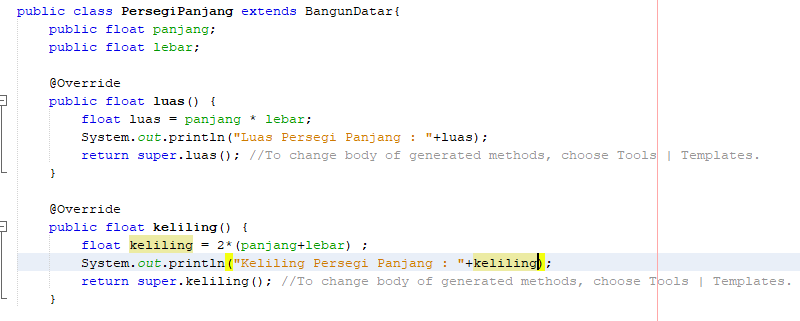 public class PersegiPanjang extends BangunDatar{
public float panjang;
public float lebar;
@Override
public float luas() {
float luas = panjang * lebar;
System.out.println("Luas Persegi Panjang : "+luas);
return super.luas(); //To change body of generated methods, choose Tools | Templates.
}
@Override
public float keliling() {
float keliling = 2*(panjang+lebar) ;
System.out.println("Keliling Persegi Panjang : "+keliling);
return super.keliling(); //To change body of generated methods, choose Tools | Templates.
}